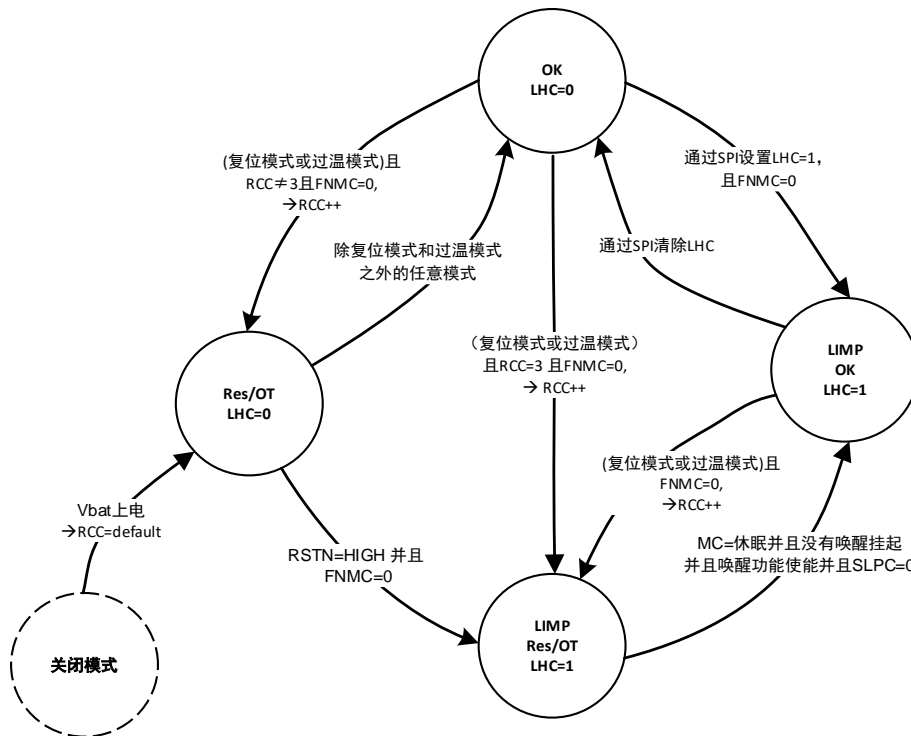 OK
LHC=0
(复位模式或过温模式)且
RCC≠3且FNMC=0,
→RCC++
通过SPI设置LHC=1，
且FNMC=0
除复位模式和过温模式
之外的任意模式
通过SPI清除LHC
（复位模式或过温模式）
且RCC=3 且FNMC=0,
→ RCC++
LIMP
OK
LHC=1
Res/OT
LHC=0
(复位模式或过温模式)且
FNMC=0,
→RCC++
Vbat上电
→RCC=default
RSTN=HIGH 并且
FNMC=0
MC=休眠并且没有唤醒挂起
并且唤醒功能使能并且SLPC=0
LIMP
Res/OT
LHC=1
关闭模式